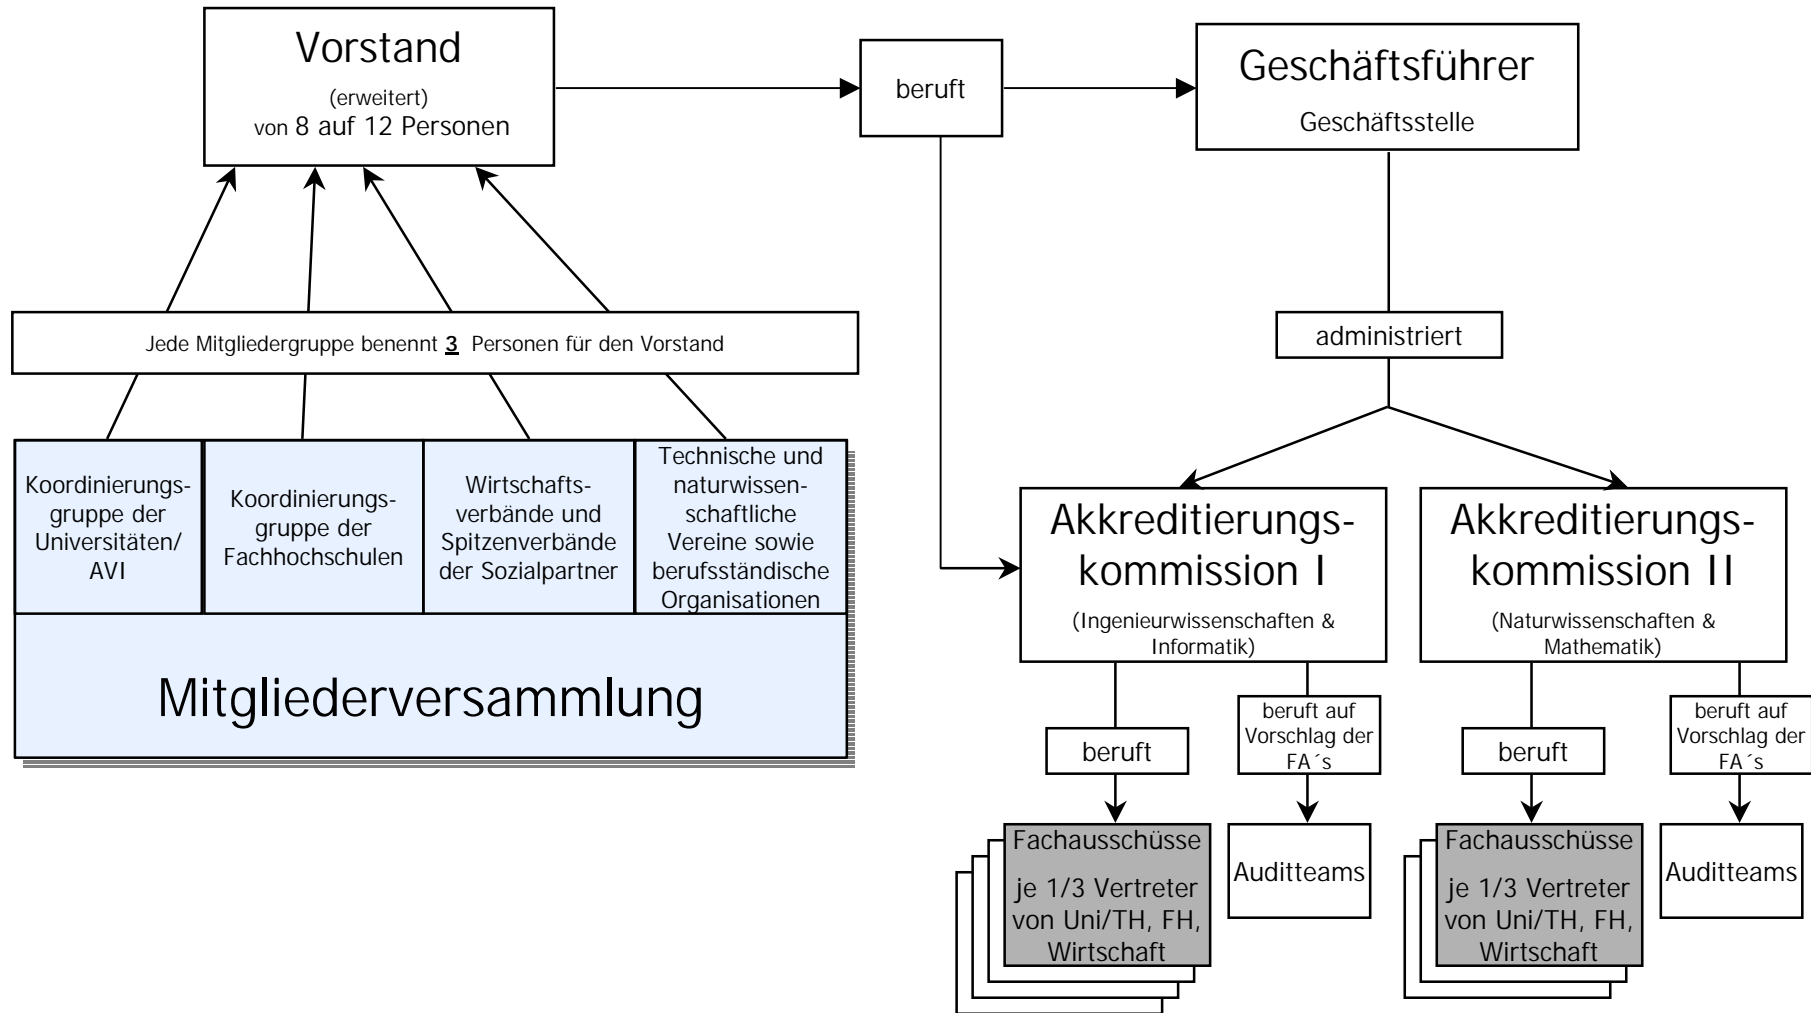 Vorstand
(erweitert)
von 8 auf 12 Personen
beruft
Geschäftsführer
Geschäftsstelle
Jede Mitgliedergruppe benennt 3 Personen für den Vorstand
administriert
Koordinierungs-
gruppe der
Universitäten/
AVI
Koordinierungs-
gruppe der
Fachhochschulen
Wirtschafts-
verbände und
Spitzenverbände
der Sozialpartner
Technische und
naturwissen-
schaftliche
Vereine sowie
berufsständische
Organisationen
Mitgliederversammlung
Akkreditierungs-
kommission I
(Ingenieurwissenschaften &
Informatik)
Akkreditierungs-
kommission II
(Naturwissenschaften &
Mathematik)
beruft
beruft auf
Vorschlag der
FA´s
beruft
beruft auf
Vorschlag der
FA´s
Fachausschüsse
je 1/3 Vertreter
von Uni/TH, FH,
Wirtschaft
Auditteams
Fachausschüsse
je 1/3 Vertreter
von Uni/TH, FH,
Wirtschaft
Auditteams